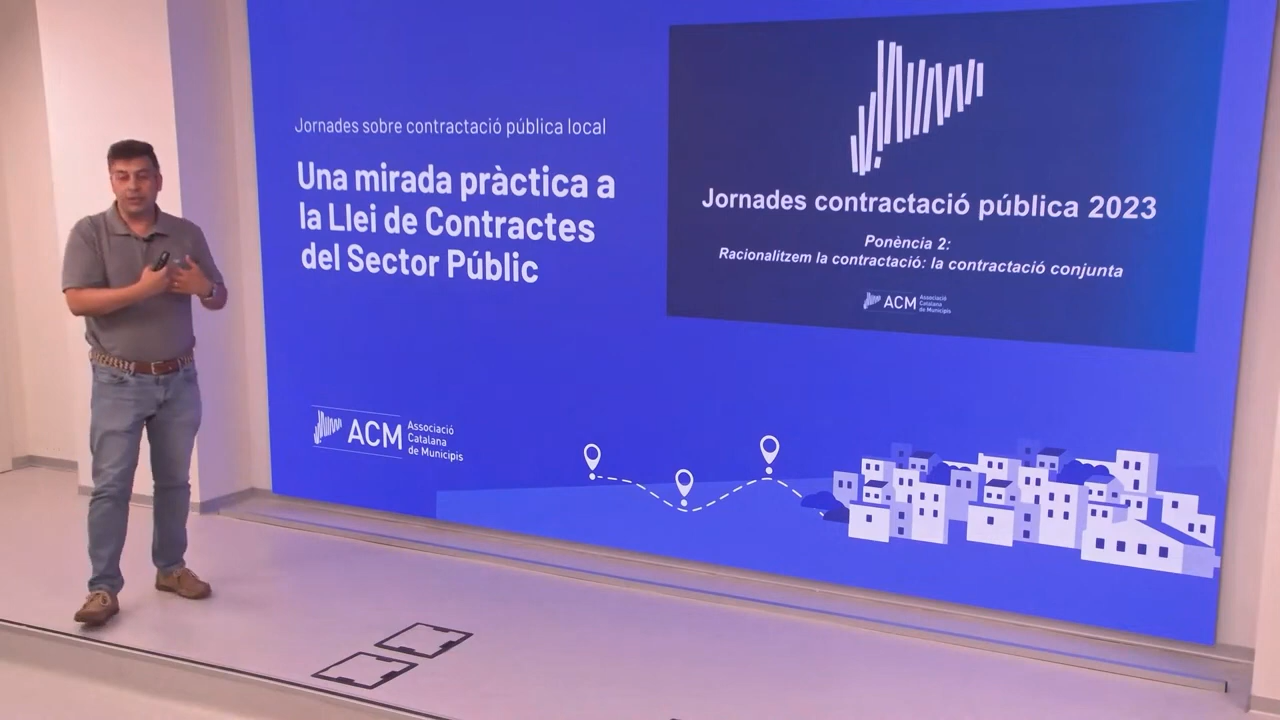 Jornades sobre contractació pública local
Una mirada pràctica a
la Llei de Contractes
del Sector Públic
ACM Associació
Catalana
de Municipis
Jornades contractació pública 2023
Ponència 2:
Racionalitzem la contractació: la contractació conjunta
ACM Associació
Catalana
de Municipis